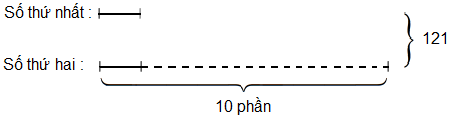 Số thứ nhất :
121
Số thứ hai :
10 phần